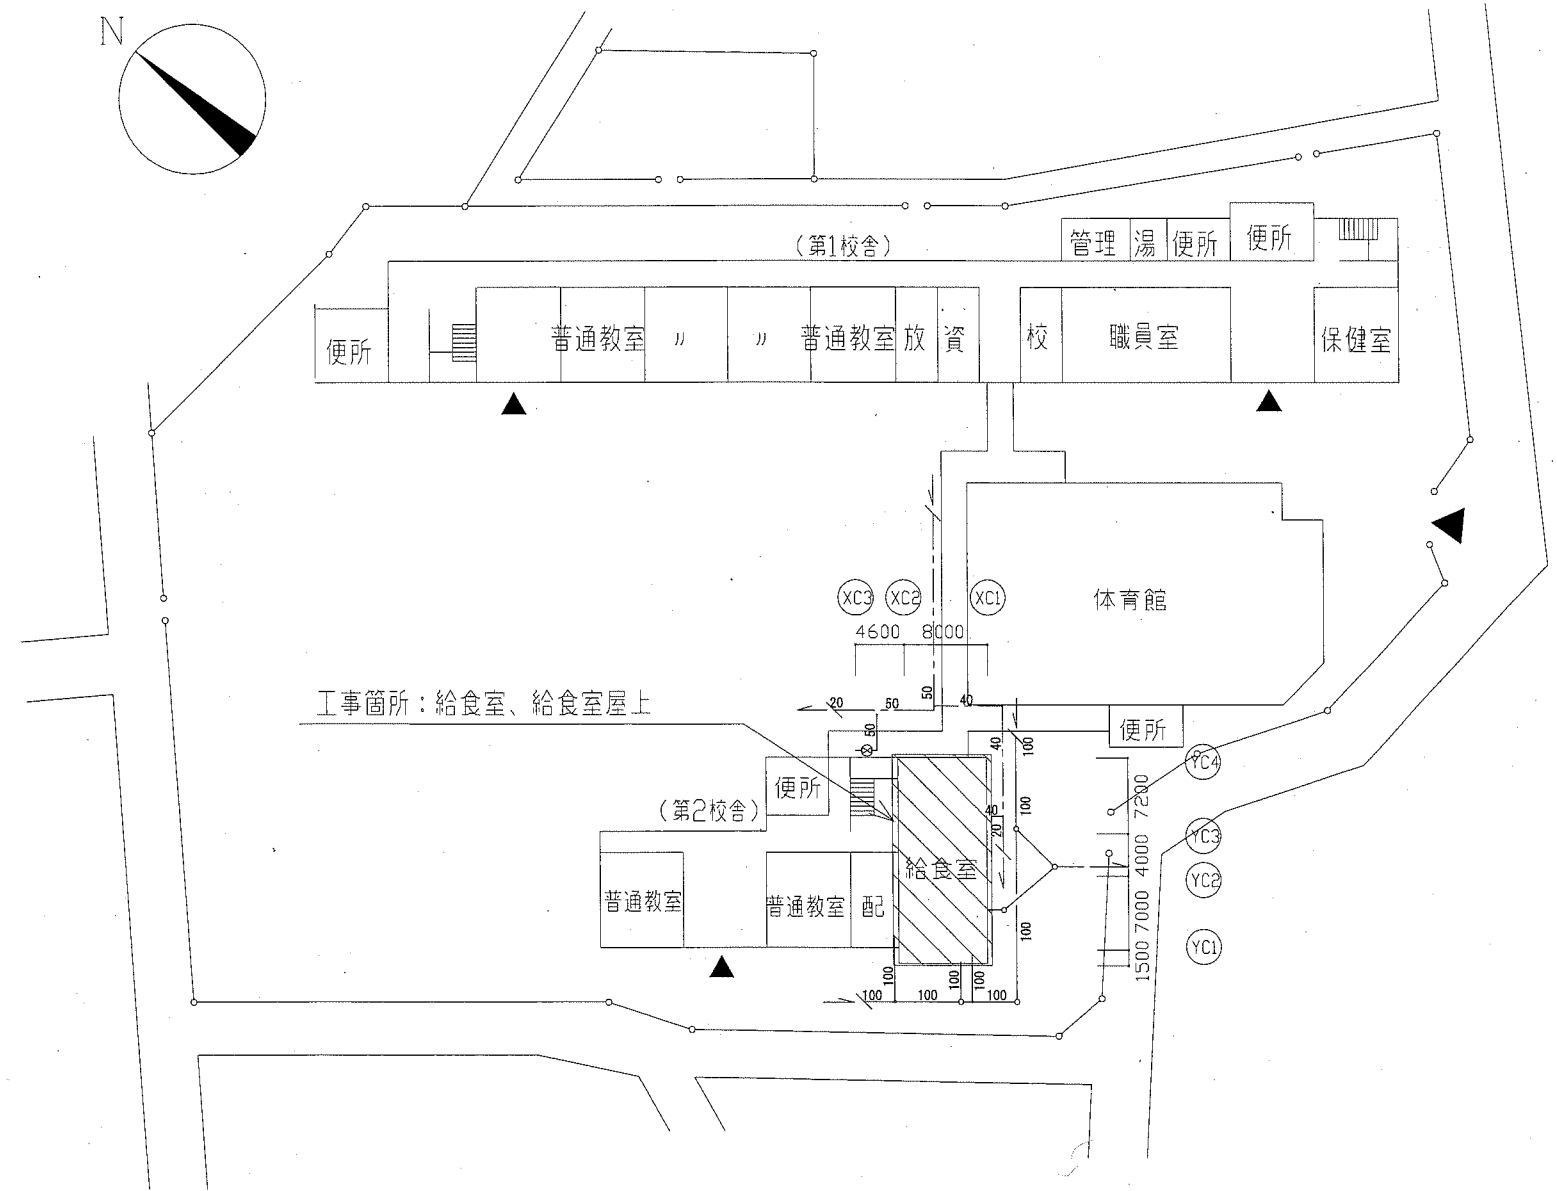 N
(第1校舎)
管理
湯
便所
便所
便所
普通教室
〃
〃
普通教室
放
資
校
職員室
保健室
XC3
XC2
XC1
4600
8000
体育館
工事箇所：給食室、給食室屋上
20
50
50
50
40
40
100
便所
YC4
7200
便所
(第2校舎)
40
20
100
YC3
4000
給食室
YC2
普通教室
普通教室
配
7000
100
YC1
1500
100
100
100
100
100
100